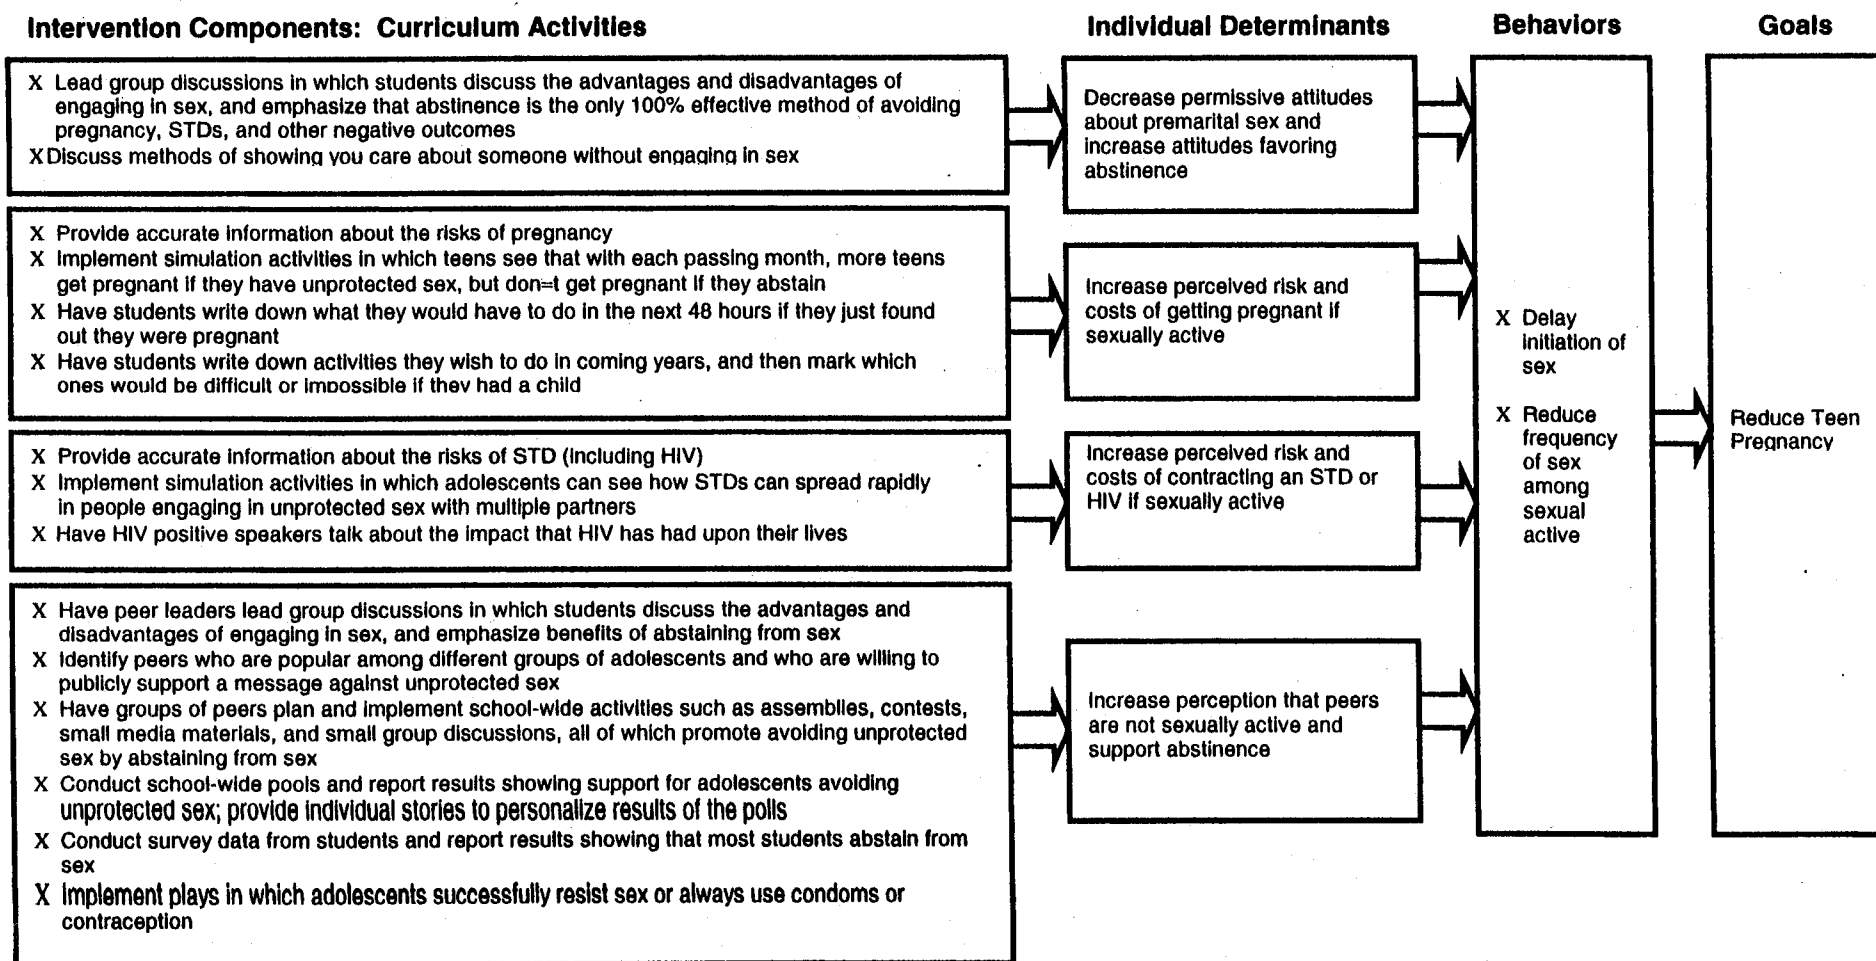 Intervention Components: Curriculum Activities
Individual Determinants
Behaviors
Goals
X Lead group discussions in which students discuss the advantages and disadvantages of
engaging in sex, and emphasize that abstinence is the only 100% effective method of avoiding
pregnancy, STDs, and other negative outcomes
X Discuss methods of showing you care about someone without engaging in sex
Decrease permissive attitudes
about premarital sex and
increase attitudes favoring
abstinence
X Provide accurate information about the risks of pregnancy
X Implement simulation activities in which teens see that with each passing month, more teens
get pregnant if they have unprotected sex, but don=t get pregnant if they abstain
X Have students write down what they would have to do in the next 48 hours if they just found
out they were pregnant
X Have students write down activities they wish to do in coming years, and then mark which
ones would be difficult or impossible if they had a child
Increase perceived risk and
costs of getting pregnant if
sexually active
X Provide accurate information about the risks of STD (including HIV)
X Implement simulation activities in which adolescents can see how STDs can spread rapidly
in people engaging in unprotected sex with multiple partners
X Have HIV positive speakers talk about the impact that HIV has had upon their lives
Increase perceived risk and
costs of contracting an STD or
HIV if sexually active
X Have peer leaders lead group discussions in which students discuss the advantages and
disadvantages of engaging in sex, and emphasize benefits of abstaining from sex
X Identify peers who are popular among different groups of adolescents and who are willing to
publicly support a message against unprotected sex
X Have groups of peers plan and implement school-wide activities such as assemblies, contests,
small media materials, and small group discussions, all of which promote avoiding unprotected
sex by abstaining from sex
X Conduct school-wide pools and report results showing support for adolescents avoiding
unprotected sex; provide individual stories to personalize results of the polls
X Conduct survey data from students and report results showing that most students abstain from
sex
X Implement plays in which adolescents successfully resist sex or always use condoms or
contraception
Increase perception that peers
are not sexually active and
support abstinence
X Delay
initiation of
sex
X Reduce
frequency
of sex
among
sexual
active
Reduce Teen
Pregnancy